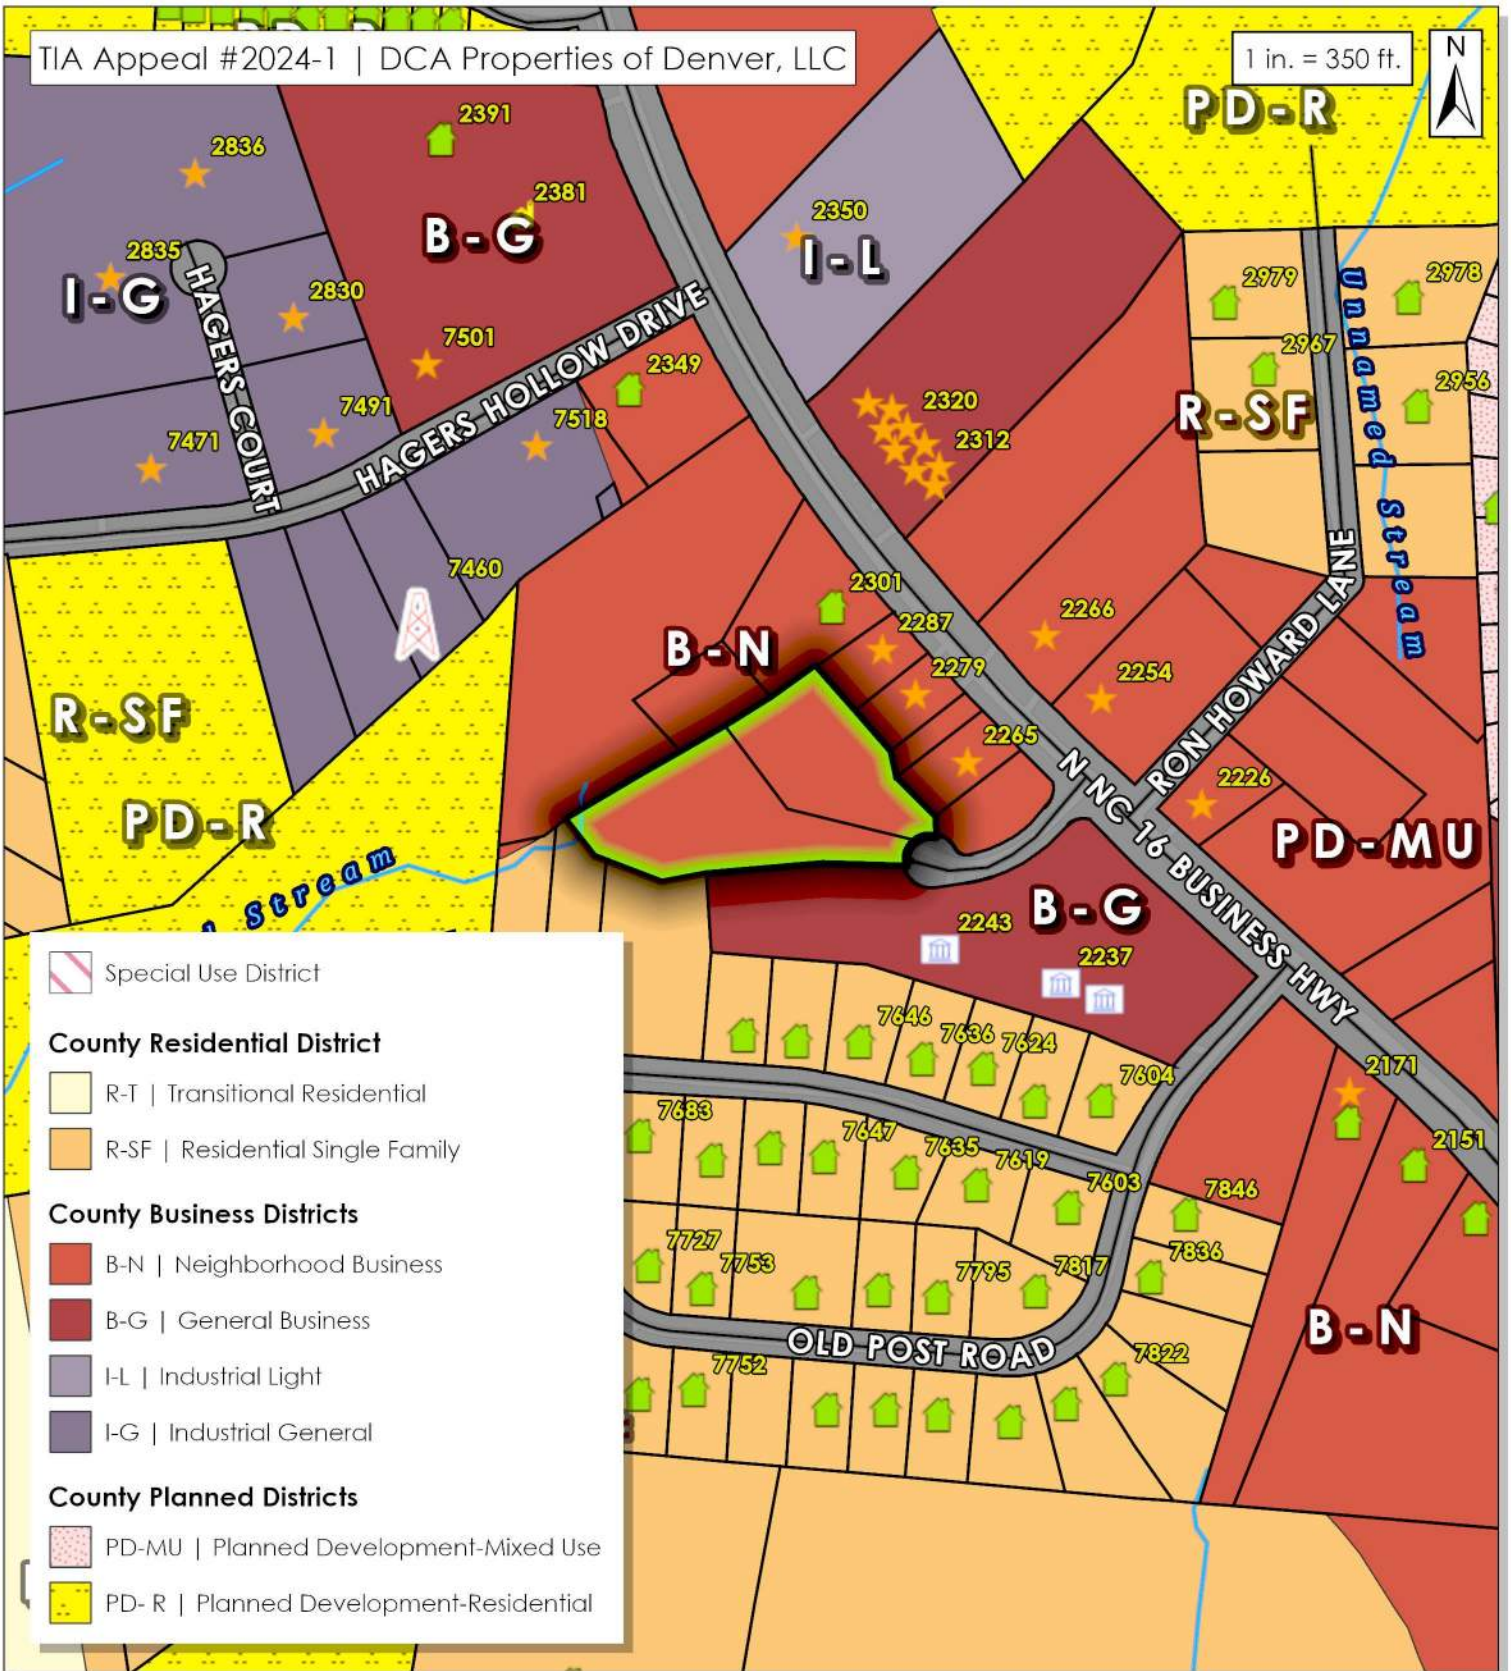 TIA Appeal #2024-1 | DCA Properties of Denver, LLC
1 in. = 350 ft.
N
PD-R
2391
2836
2381
B-G
2350
I-L
2835
I-G
HAGERS COURT
2830
7501
HAGERS HOLLOW DRIVE
2349
2979
2978
Unnamed Stream
2967
2956
R-SF
7491
7518
7471
2320
2312
7460
2301
2287
2266
B-N
2279
2254
RON HOWARD LANE
R-SF
2265
N NC 16 BUSINESS HWY
2226
PD-R
PD-MU
Stream
2243
B-G
2237
7646
7636
7624
7604
2171
7683
7647
7635
7619
7603
7846
2151
7727
7753
7795
7817
7836
OLD POST ROAD
B-N
7752
7822
Special Use District
County Residential District
R-T | Transitional Residential
R-SF | Residential Single Family
County Business Districts
B-N | Neighborhood Business
B-G | General Business
I-L | Industrial Light
I-G | Industrial General
County Planned Districts
PD-MU | Planned Development-Mixed Use
PD- R | Planned Development-Residential